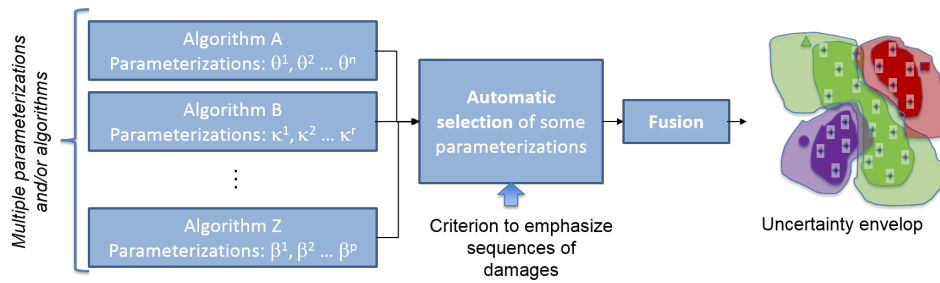 Multiple parameterizations
and/or algorithms
Algorithm A
Parameterizations: θ¹, θ² ... θⁿ
Algorithm B
Parameterizations: κ¹, κ² ... κʳ
⋮
Algorithm Z
Parameterizations: β¹, β² ... βᵖ
Automatic
selection of some
parameterizations
Criterion to emphasize
sequences of
damages
Fusion
Uncertainty envelop